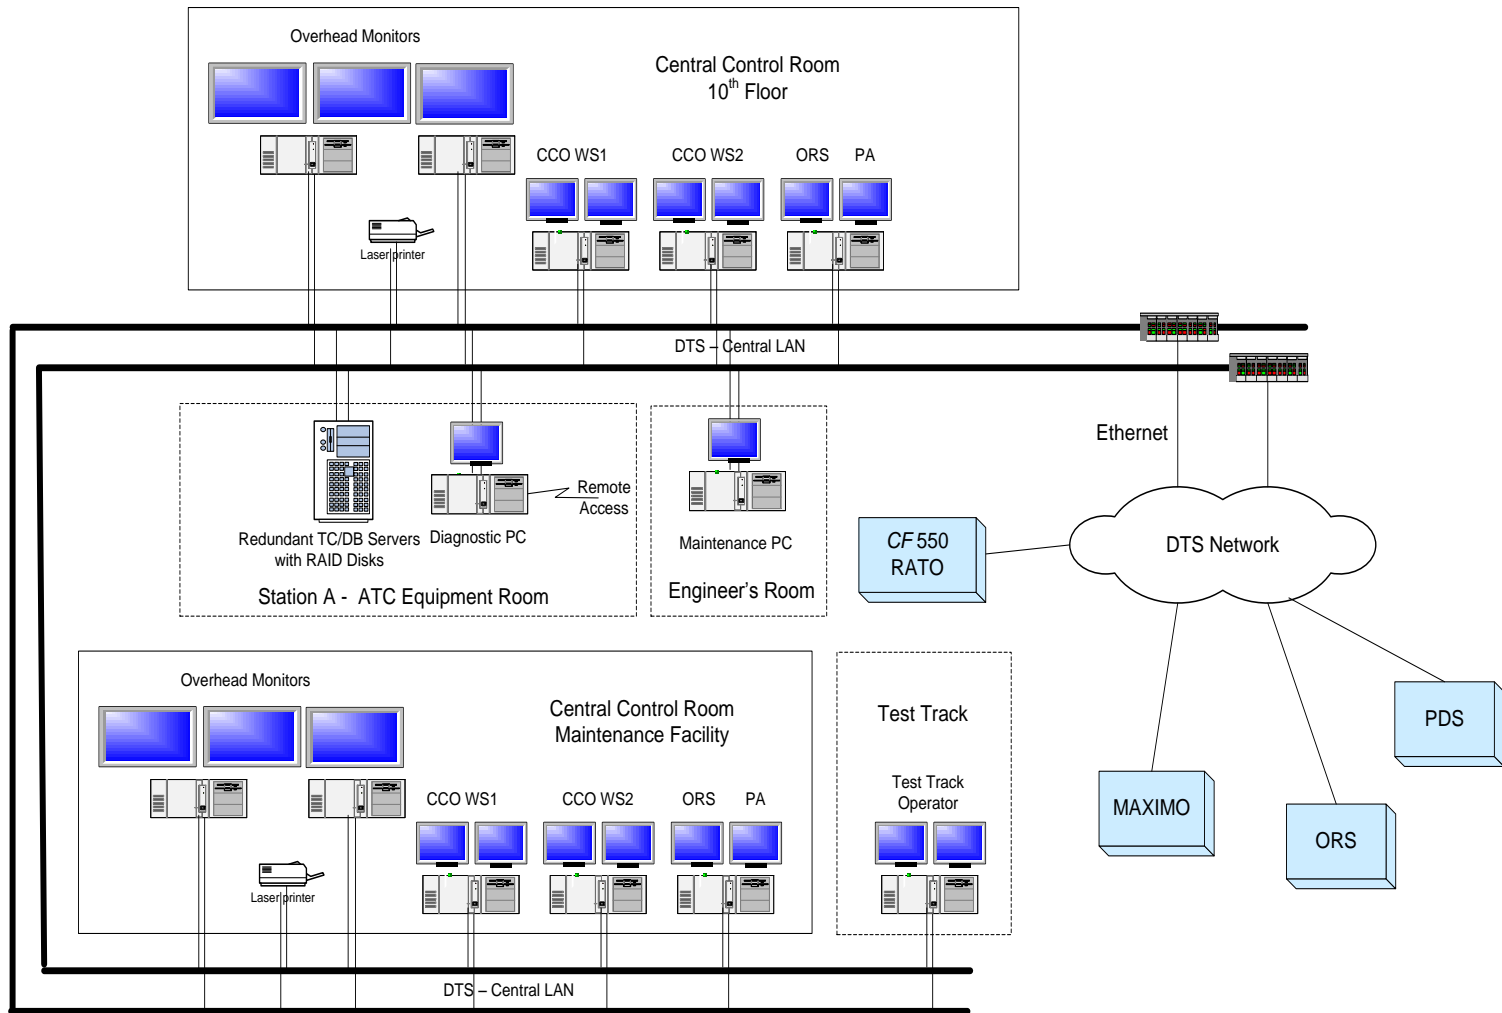 Overhead Monitors
Central Control Room
10th Floor
CCO WS1
CCO WS2
ORS
PA
Laser printer
DTS – Central LAN
Ethernet
Remote
Access
Redundant TC/DB Servers
with RAID Disks
Diagnostic PC
Station A - ATC Equipment Room
Maintenance PC
Engineer's Room
CF 550
RATO
DTS Network
Overhead Monitors
Central Control Room
Maintenance Facility
CCO WS1
CCO WS2
ORS
PA
Laser printer
Test Track
Test Track
Operator
PDS
MAXIMO
ORS
DTS – Central LAN